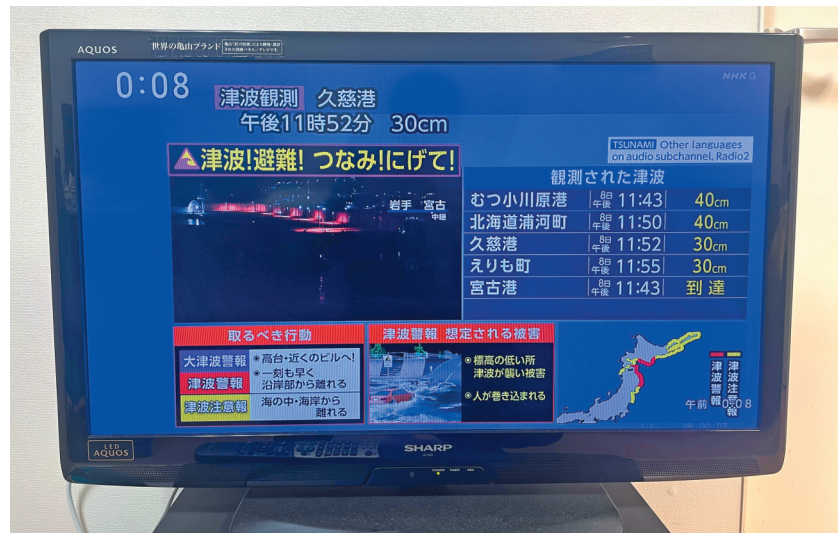 AQUOS
世界の亀山ブランド
0:08
NHK G
津波観測 久慈港
午後11時52分 30cm
TSUNAMI Other languages
on audio subchannel, Radio2
津波!避難! つなみ!にげて!
岩手 宮古
中継
観測された津波
むつ小川原港 8日午後 11:43 40cm
北海道浦河町 8日午後 11:50 40cm
久慈港 8日午後 11:52 30cm
えりも町 8日午後 11:55 30cm
宮古港 8日午後 11:43 到達
取るべき行動
大津波警報
津波警報
・高台・近くのビルへ!
・一刻も早く
沿岸部から離れる
津波注意報
海の中・海岸から
離れる
津波警報 想定される被害
・標高の低い所
津波が襲い被害
・人が巻き込まれる
津波警報
津波注意報
午前 0:08
LED
AQUOS
SHARP